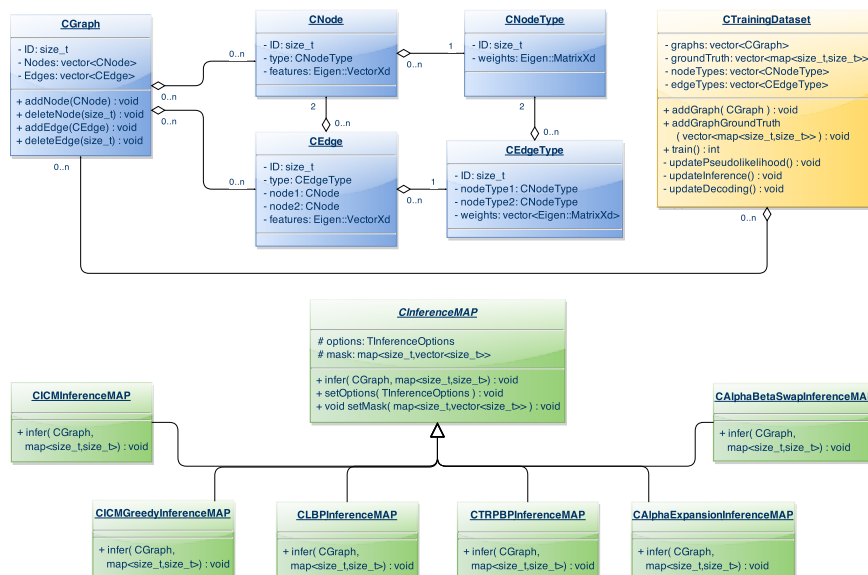 CGraph
- ID: size_t
- Nodes: vector<CNode>
- Edges: vector<CEdge>
+ addNode(CNode) : void
+ deleteNode(size_t) : void
+ addEdge(CEdge) : void
+ deleteEdge(size_t) : void
0..n
0..n
0..n
0..n
0..n
CNode
- ID: size_t
- type: CNodeType
- features: Eigen::VectorXd
0..n
1
2
0..n
CNodeType
- ID: size_t
- weights: Eigen::MatrixXd
2
0..n
CEdge
- ID: size_t
- type: CEdgeType
- node1: CNode
- node2: CNode
- features: Eigen::VectorXd
1
0..n
CEdgeType
- ID: size_t
- nodeType1: CNodeType
- nodeType2: CNodeType
- weights: vector<Eigen::MatrixXd>
CTrainingDataset
- graphs: vector<CGraph>
- groundTruth: vector<map<size_t,size_t>>
- nodeTypes: vector<CNodeType>
- edgeTypes: vector<CEdgeType>
+ addGraph( CGraph ) : void
+ addGraphGroundTruth
( vector<map<size_t,size_t>> ) : void
+ train() : int
- updatePseudolikelihood() : void
- updateInference() : void
- updateDecoding() : void
0..n
CInferenceMAP
# options: TInferenceOptions
# mask: map<size_t,vector<size_t>>
+ infer( CGraph, map<size_t,size_t>) : void
+ setOptions( TInferenceOptions ) : void
+ void setMask( map<size_t,vector<size_t>> ) : void
CICMInferenceMAP
+ infer( CGraph,
map<size_t,size_t>) : void
CAlphaBetaSwapInferenceMA
+ infer( CGraph,
map<size_t,size_t>) : void
CICMGreedyInferenceMAP
+ infer( CGraph,
map<size_t,size_t>) : void
CLBPInferenceMAP
+ infer( CGraph,
map<size_t,size_t>) : void
CTRPBPInferenceMAP
+ infer( CGraph,
map<size_t,size_t>) : void
CAlphaExpansionInferenceMAP
+ infer( CGraph,
map<size_t,size_t>) : void